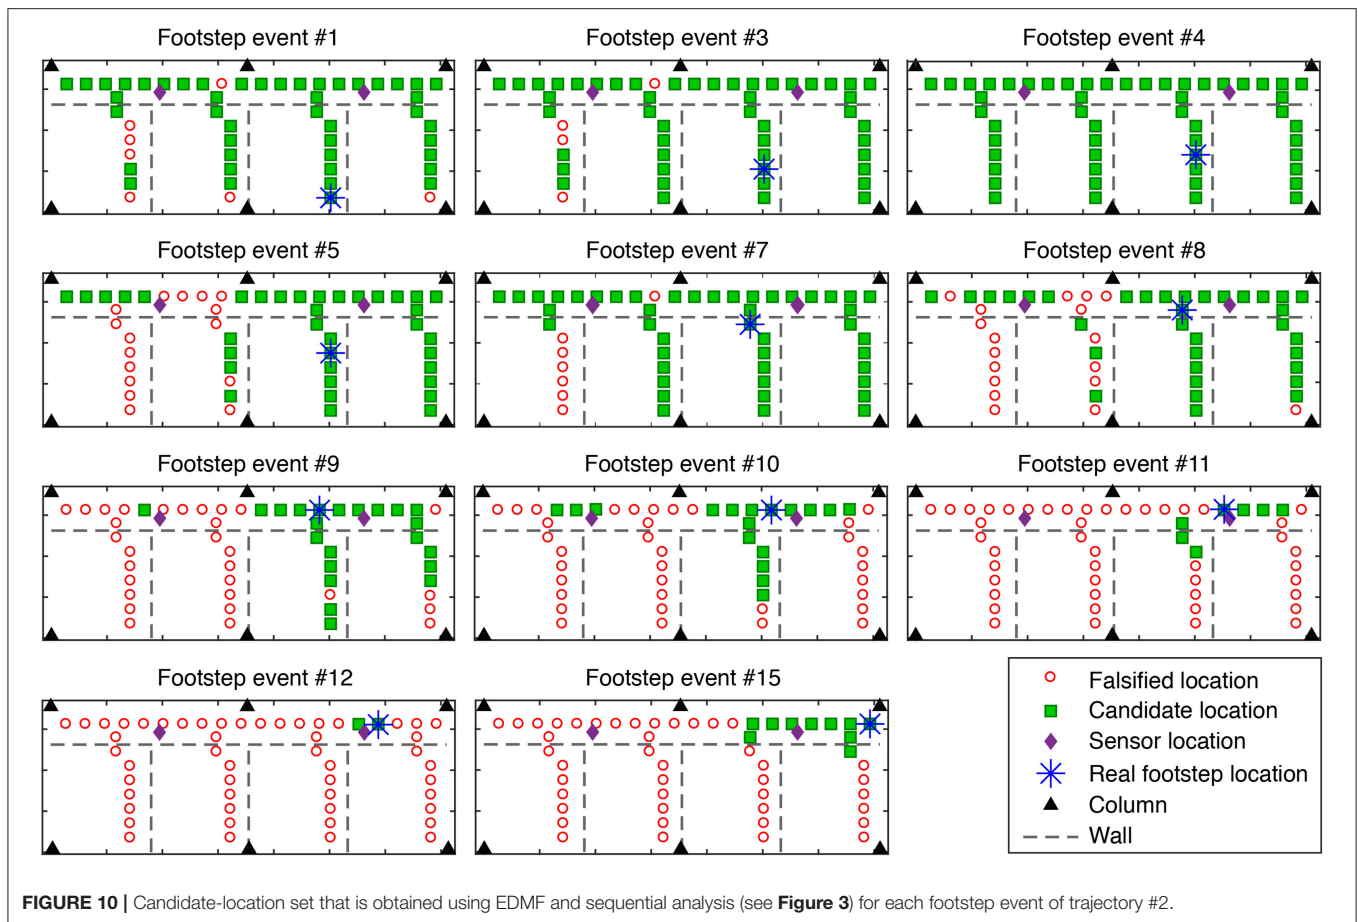 Footstep event #1
Footstep event #3
Footstep event #4
Footstep event #5
Footstep event #7
Footstep event #8
Footstep event #9
Footstep event #10
Footstep event #11
Footstep event #12
Footstep event #15
Falsified location
Candidate location
Sensor location
Real footstep location
Column
Wall
FIGURE 10 | Candidate-location set that is obtained using EDMF and sequential analysis (see Figure 3) for each footstep event of trajectory #2.